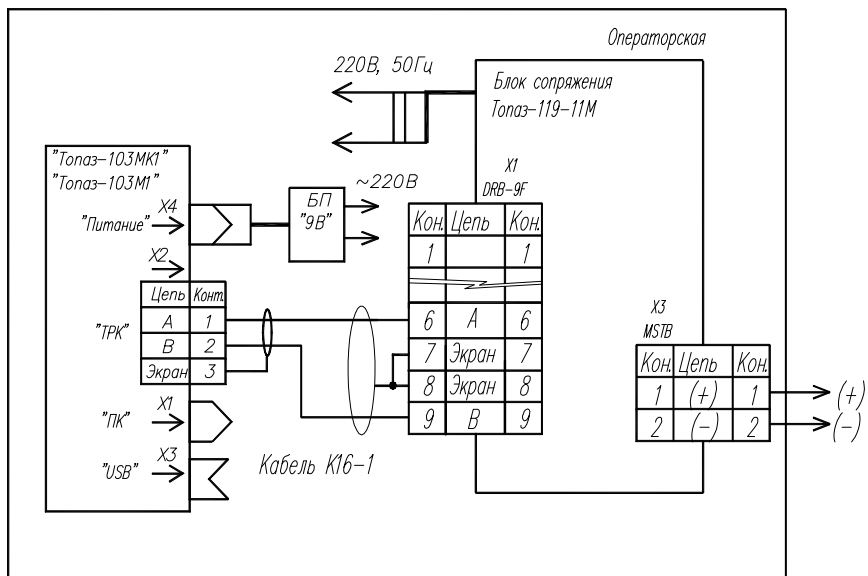 Операторская
220В, 50Гц
Блок сопряжения
Топаз-119-11М
"Топаз-103МК1"
"Топаз-103М1"
X4
"Питание"
БП
"9В"
~220В
X1
DRB-9F
Кон. Цепь Кон.
1 1
6 А 6
7 Экран 7
8 Экран 8
9 В 9
X2
"ТРК"
Цепь Конт.
А 1
В 2
Экран 3
X1
"ПК"
X3
"USB"
Кабель К16-1
X3
MSTB
Кон. Цепь Кон.
1 (+) 1 (+)
2 (-) 2 (-)